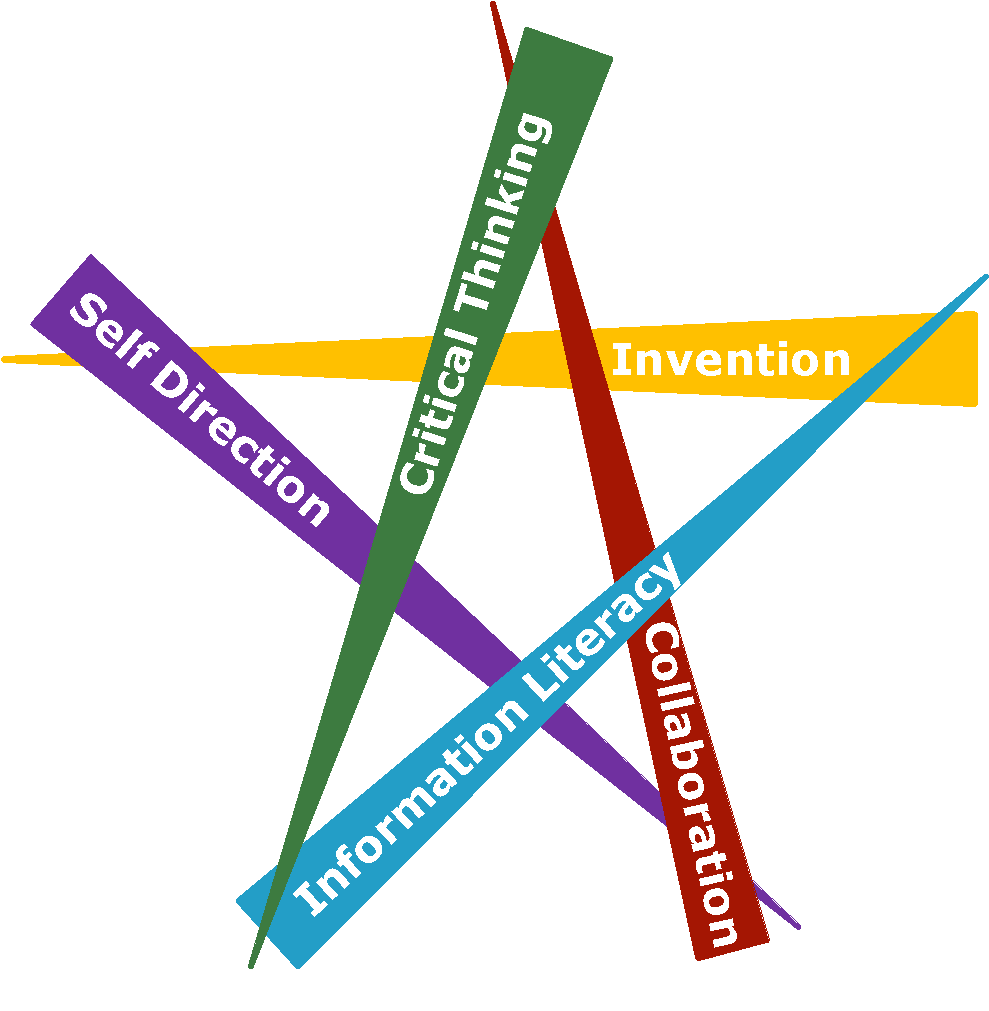 Critical Thinking
Self Direction
Invention
Information Literacy
Collaboration